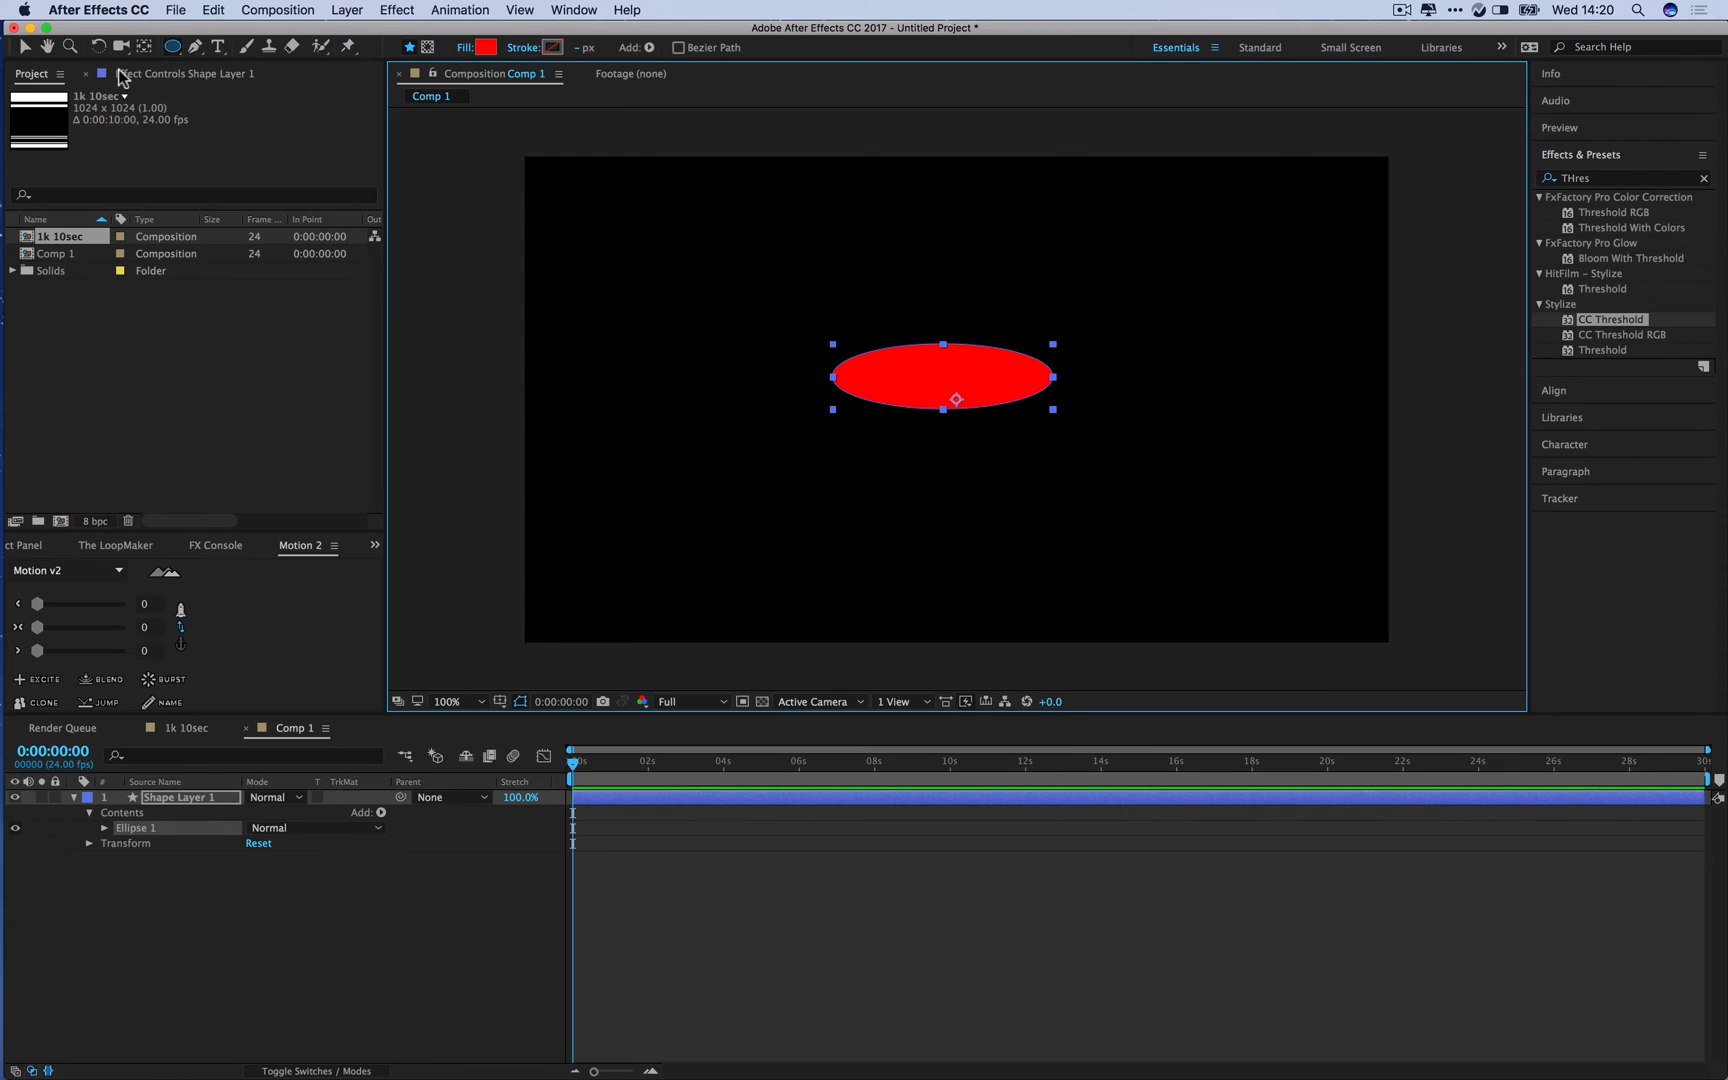 After Effects CC File Edit Composition Layer Effect Animation View Window Help Wed 14:20
Adobe After Effects CC 2017 - Untitled Project *
Fill: Stroke: - px Add: Bezier Path Essentials Standard Small Screen Libraries Search Help
Project Effect Controls Shape Layer 1 Composition Comp 1 Footage (none) Info
1k 10sec
1024 x 1024 (1.00)
Δ 0:00:10:00, 24.00 fps
Comp 1
Audio
Preview
Effects & Presets
THres
FxFactory Pro Color Correction
Threshold RGB
Threshold With Colors
FxFactory Pro Glow
Bloom With Threshold
HitFilm - Stylize
Threshold
Stylize
CC Threshold
CC Threshold RGB
Threshold
Align
Libraries
Character
Paragraph
Tracker
Name Type Size Frame ... In Point Out
1k 10sec Composition 24 0:00:00:00
Comp 1 Composition 24 0:00:00:00
Solids Folder
8 bpc
ct Panel The LoopMaker FX Console Motion 2
Motion v2
0
0
0
EXCITE BLEND BURST
CLONE JUMP NAME
100% 0:00:00:00 Full Active Camera 1 View +0.0
Render Queue 1k 10sec Comp 1
0:00:00:00
00000 (24.00 fps)
00s 02s 04s 06s 08s 10s 12s 14s 16s 18s 20s 22s 24s 26s 28s 30s
# Source Name Mode T TrkMat Parent Stretch
1 Shape Layer 1 Normal None 100.0%
Contents Add:
Ellipse 1 Normal
Transform Reset
Toggle Switches / Modes